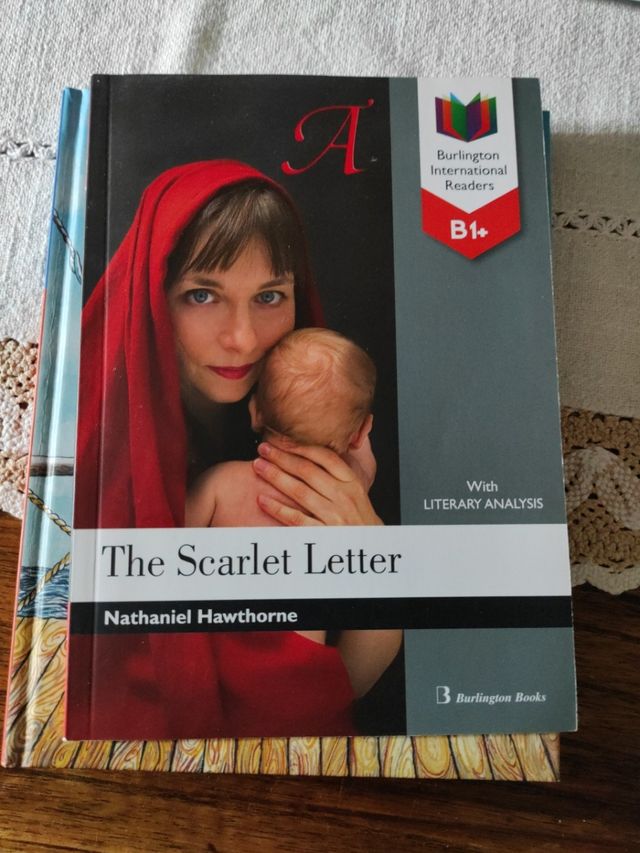 A
Burlington
International
Readers
B1+
With
LITERARY ANALYSIS
The Scarlet Letter
Nathaniel Hawthorne
B Burlington Books